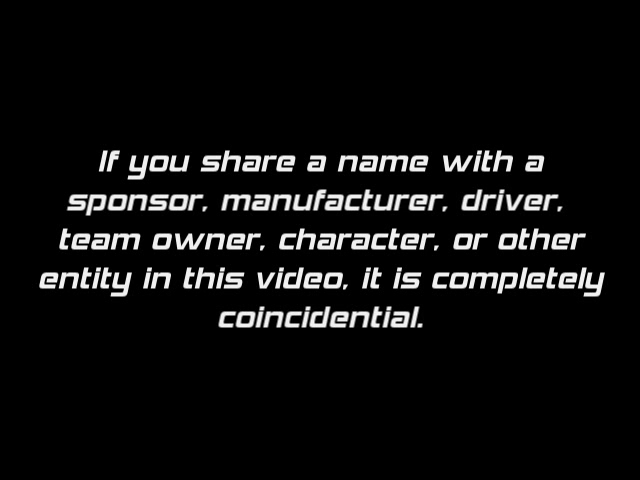 If you share a name with a
sponsor, manufacturer, driver,
team owner, character, or other
entity in this video, it is completely
coincidential.